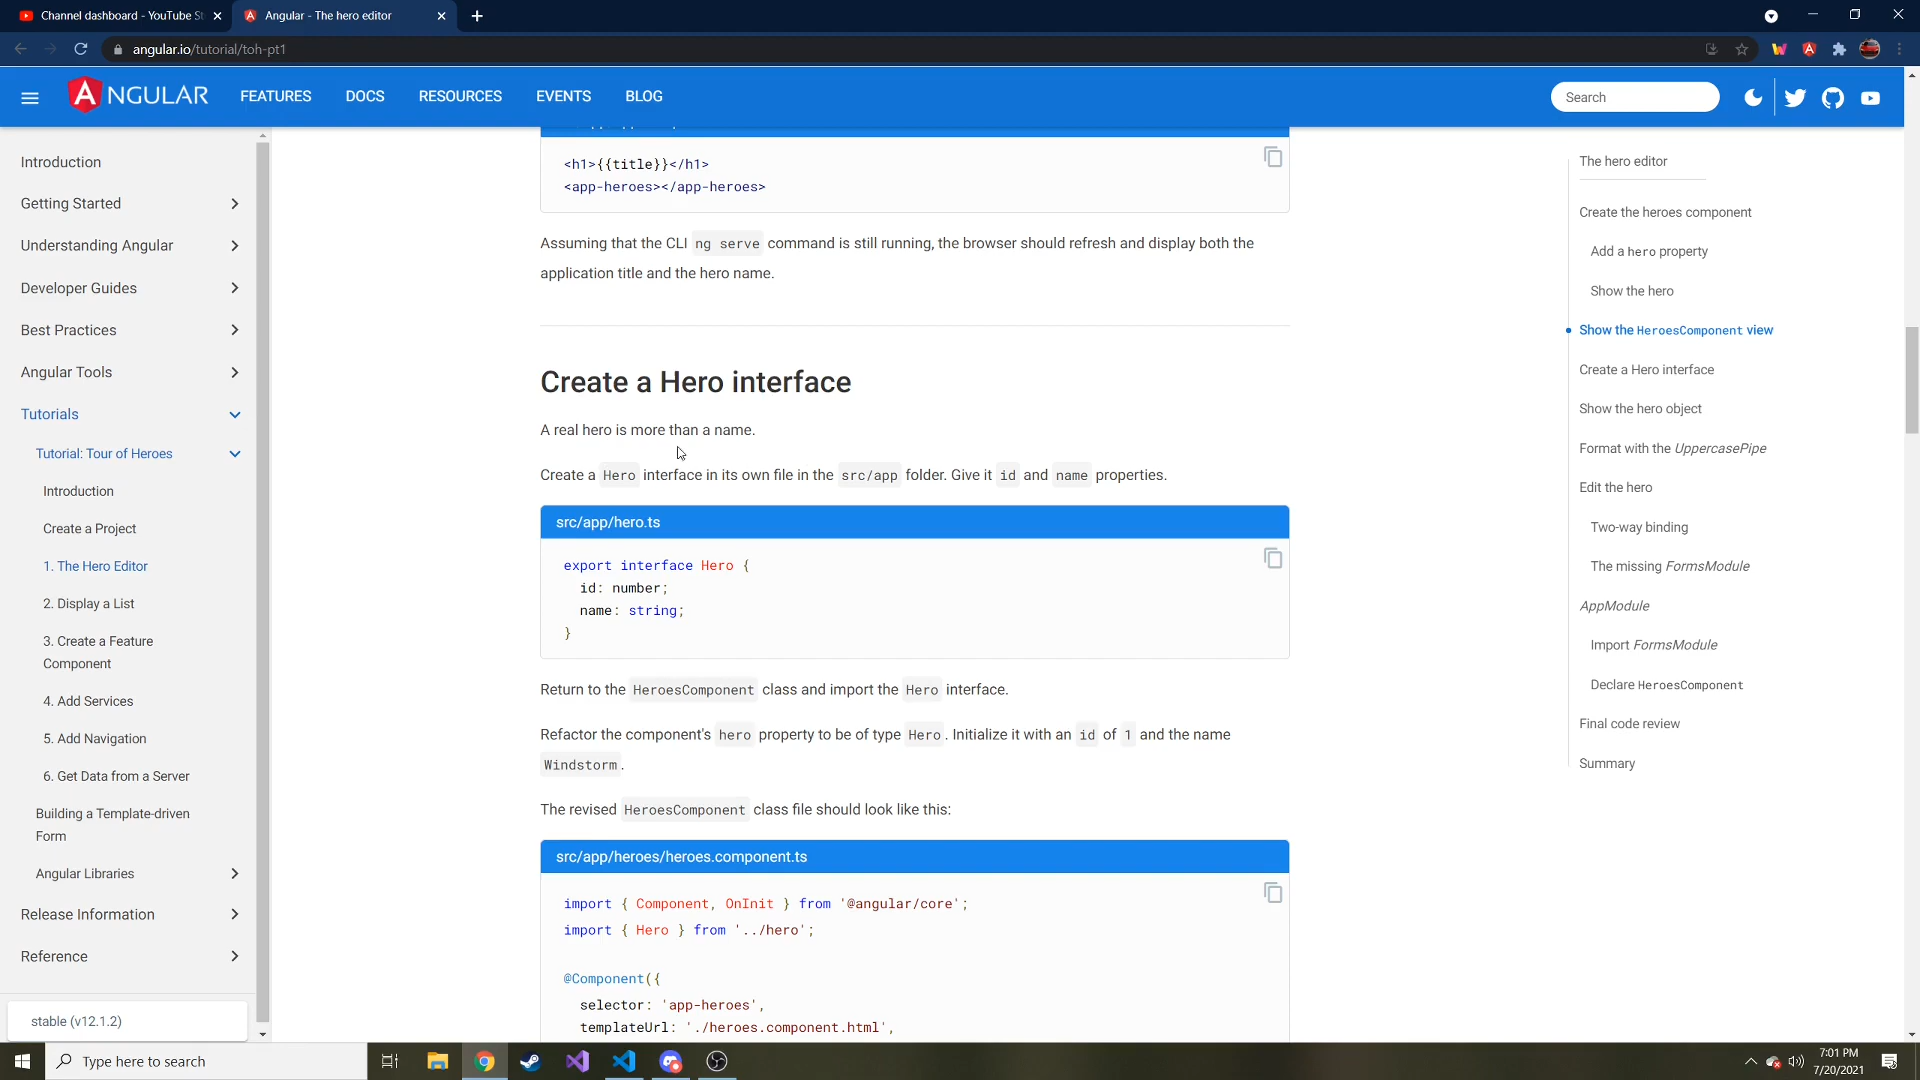 Channel dashboard - YouTube St
Angular - The hero editor
angular.io/tutorial/toh-pt1
ANGULAR
FEATURES
DOCS
RESOURCES
EVENTS
BLOG
Search
Introduction
Getting Started
Understanding Angular
Developer Guides
Best Practices
Angular Tools
Tutorials
Tutorial: Tour of Heroes
Introduction
Create a Project
1. The Hero Editor
2. Display a List
3. Create a Feature
Component
4. Add Services
5. Add Navigation
6. Get Data from a Server
Building a Template-driven
Form
Angular Libraries
Release Information
Reference
stable (v12.1.2)
<h1>{{title}}</h1>
<app-heroes></app-heroes>
Assuming that the CLI ng serve command is still running, the browser should refresh and display both the
application title and the hero name.
Create a Hero interface
A real hero is more than a name.
Create a Hero interface in its own file in the src/app folder. Give it id and name properties.
src/app/hero.ts
export interface Hero {
id: number;
name: string;
}
Return to the HeroesComponent class and import the Hero interface.
Refactor the component's hero property to be of type Hero. Initialize it with an id of 1 and the name
Windstorm.
The revised HeroesComponent class file should look like this:
src/app/heroes/heroes.component.ts
import { Component, OnInit } from '@angular/core';
import { Hero } from '../hero';
@Component({
selector: 'app-heroes',
templateUrl: './heroes.component.html',
The hero editor
Create the heroes component
Add a hero property
Show the hero
Show the HeroesComponent view
Create a Hero interface
Show the hero object
Format with the UppercasePipe
Edit the hero
Two-way binding
The missing FormsModule
AppModule
Import FormsModule
Declare HeroesComponent
Final code review
Summary
Type here to search
7:01 PM
7/20/2021